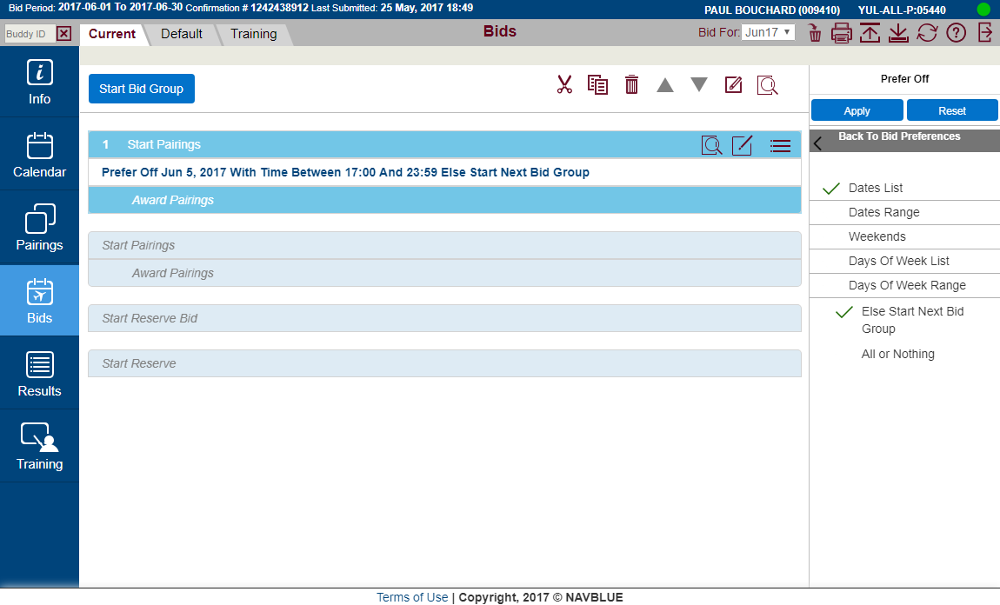 Bid Period: 2017-06-01 To 2017-06-30 Confirmation # 1242438912 Last Submitted: 25 May, 2017 18:49 PAUL BOUCHARD (009410) YUL-ALL-P:05440
Buddy ID Current Default Training Bids Bid For: Jun17
Info
Calendar
Pairings
Bids
Results
Training
Start Bid Group
1 Start Pairings
Prefer Off Jun 5, 2017 With Time Between 17:00 And 23:59 Else Start Next Bid Group
Award Pairings
Start Pairings
Award Pairings
Start Reserve Bid
Start Reserve
Prefer Off
Apply Reset
Back To Bid Preferences
Dates List
Dates Range
Weekends
Days Of Week List
Days Of Week Range
Else Start Next Bid
Group
All or Nothing
Terms of Use | Copyright, 2017 © NAVBLUE